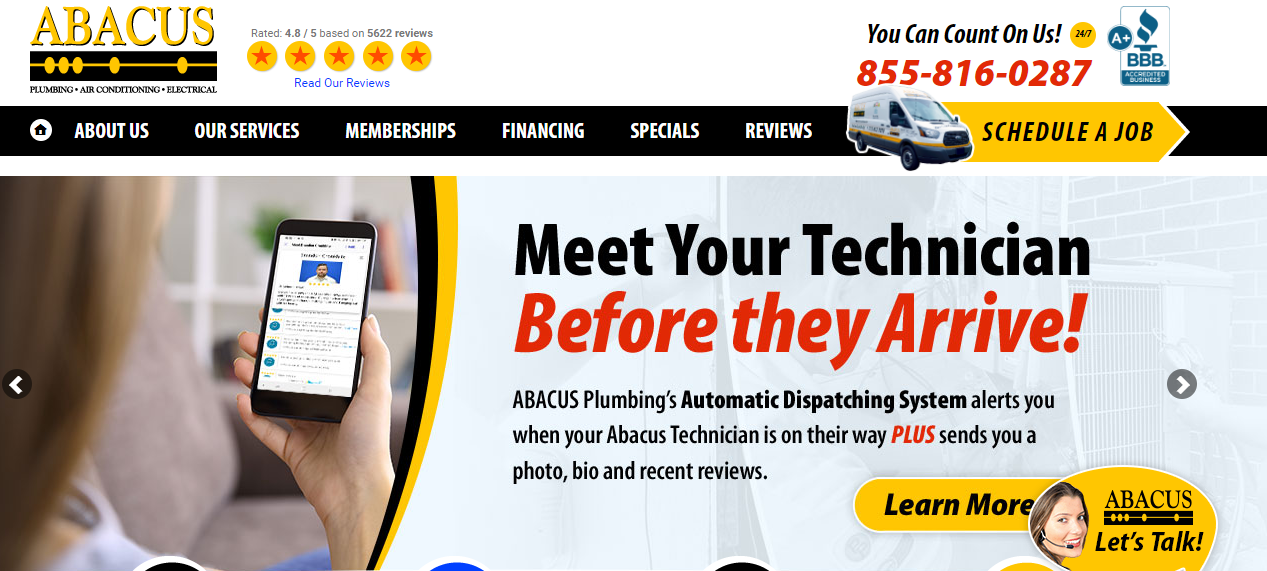 ABACUS
PLUMBING • AIR CONDITIONING • ELECTRICAL
Rated: 4.8 / 5 based on 5622 reviews
Read Our Reviews
You Can Count On Us! 24/7
855-816-0287
A+
BBB.
ACCREDITED
BUSINESS
ABOUT US OUR SERVICES MEMBERSHIPS FINANCING SPECIALS REVIEWS SCHEDULE A JOB
Meet Your Technician
Before they Arrive!
ABACUS Plumbing's Automatic Dispatching System alerts you
when your Abacus Technician is on their way PLUS sends you a
photo, bio and recent reviews.
Learn More
ABACUS
Let's Talk!